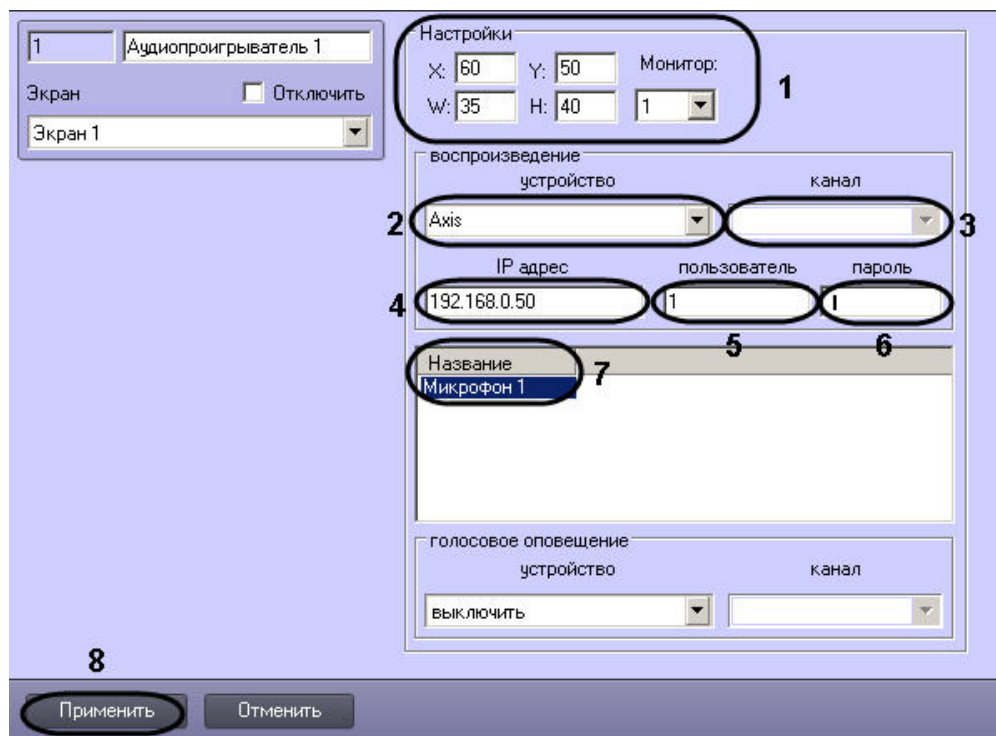 1 Аудиопроигрыватель 1
Экран Отключить
Экран 1
Настройки
X: 60 Y: 50 Монитор:
W: 35 H: 40 1
1
воспроизведение
устройство канал
2 Axis 3
IP адрес пользователь пароль
4 192.168.0.50 1
5 6
Название
7
Микрофон 1
голосовое оповещение
устройство канал
выключить
8
Применить Отменить